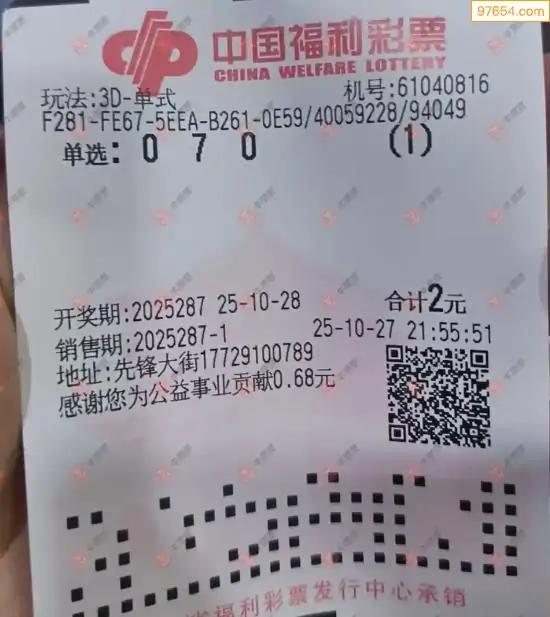 97654.com
中国福利彩票
CHINA WELFARE LOTTERY
玩法:3D-单式 机号:61040816
F281-FE67-5EEA-B261-0E59/40059228/94049
单选: 0 7 0 (1)
开奖期:2025287 25-10-28 合计2元
销售期:2025287-1 25-10-27 21:55:51
地址:先锋大街17729100789
感谢您为公益事业贡献0.68元
福利彩票发行中心承销